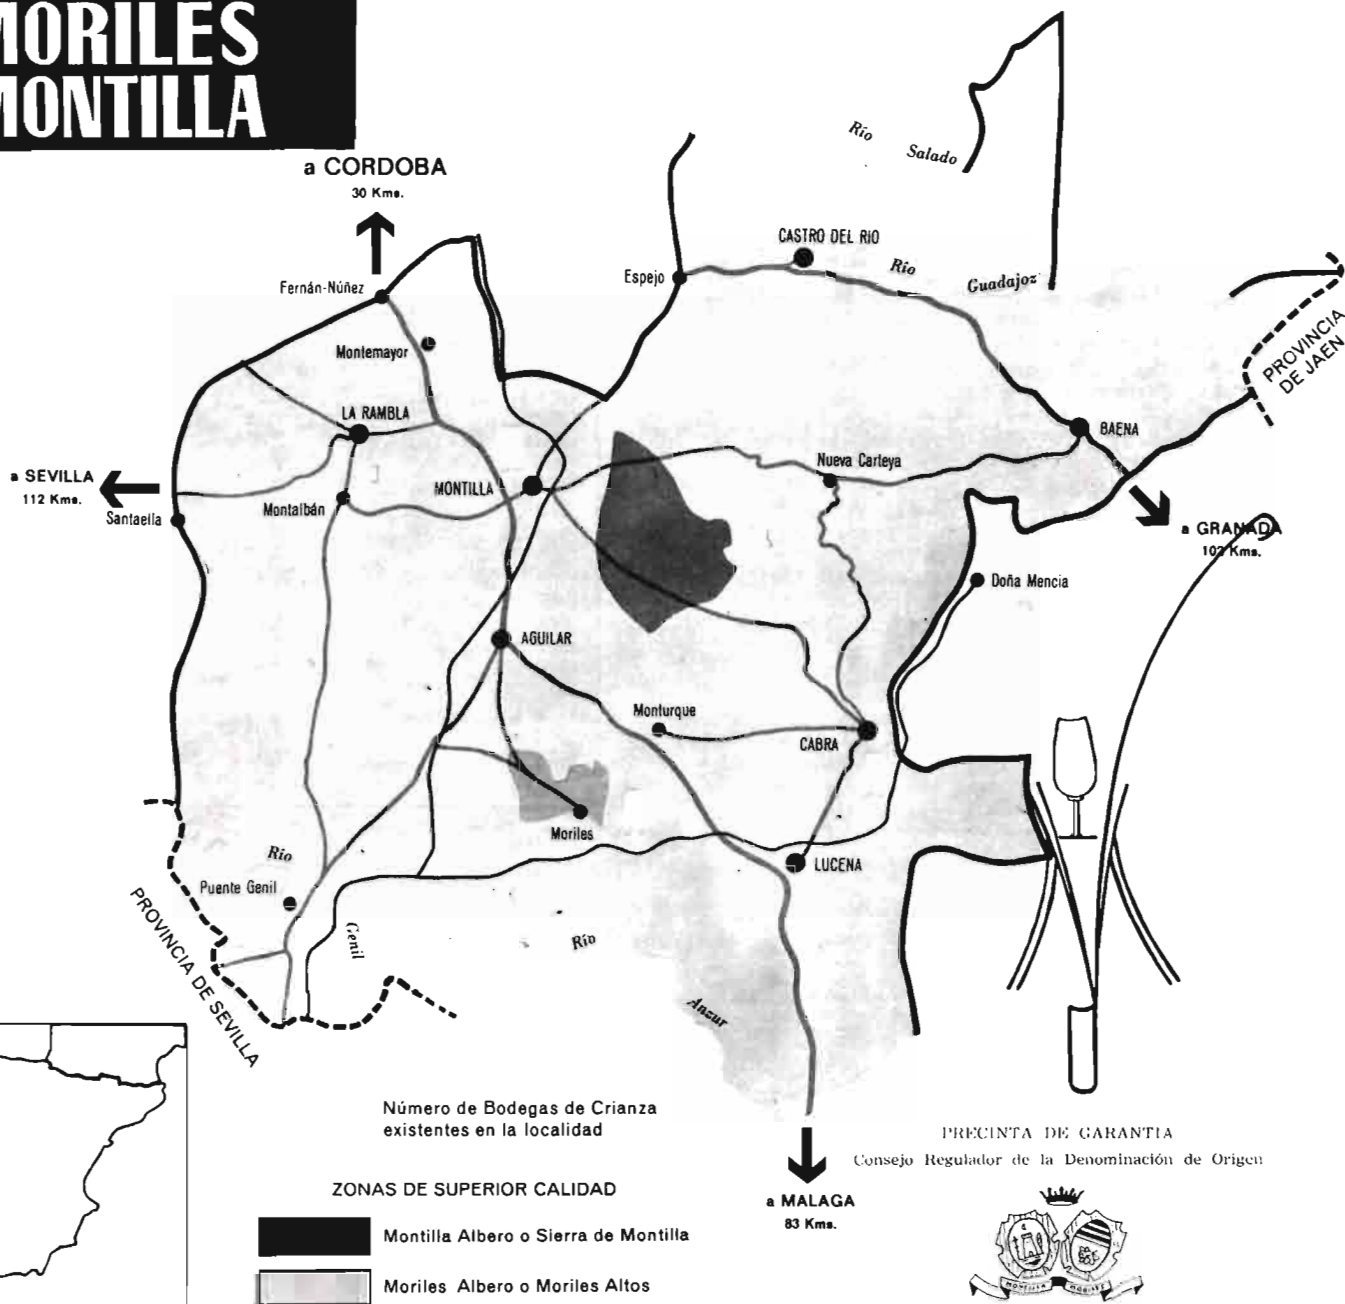 MORILES
MONTILLA
a CORDOBA
30 Kms.
Río
Salado
CASTRO DEL RIO
Espejo
Río
Guadajoz
Fernán-Núñez
Montemayor
PROVINCIA
DE JAEN
LA RAMBLA
BAENA
a SEVILLA
112 Kms.
MONTILLA
Nueva Carteya
Santaella
Montalbán
a GRANADA
102 Kms.
Doña Mencia
AGUILAR
Monturque
CABRA
Moriles
LUCENA
Río
Puente Genil
Genil
Río
PROVINCIA DE SEVILLA
Anzur
Número de Bodegas de Crianza
existentes en la localidad
ZONAS DE SUPERIOR CALIDAD
Montilla Albero o Sierra de Montilla
Moriles Albero o Moriles Altos
a MALAGA
83 Kms.
PRECINTA DE GARANTIA
Consejo Regulador de la Denominación de Origen
MONTILLA MORILES